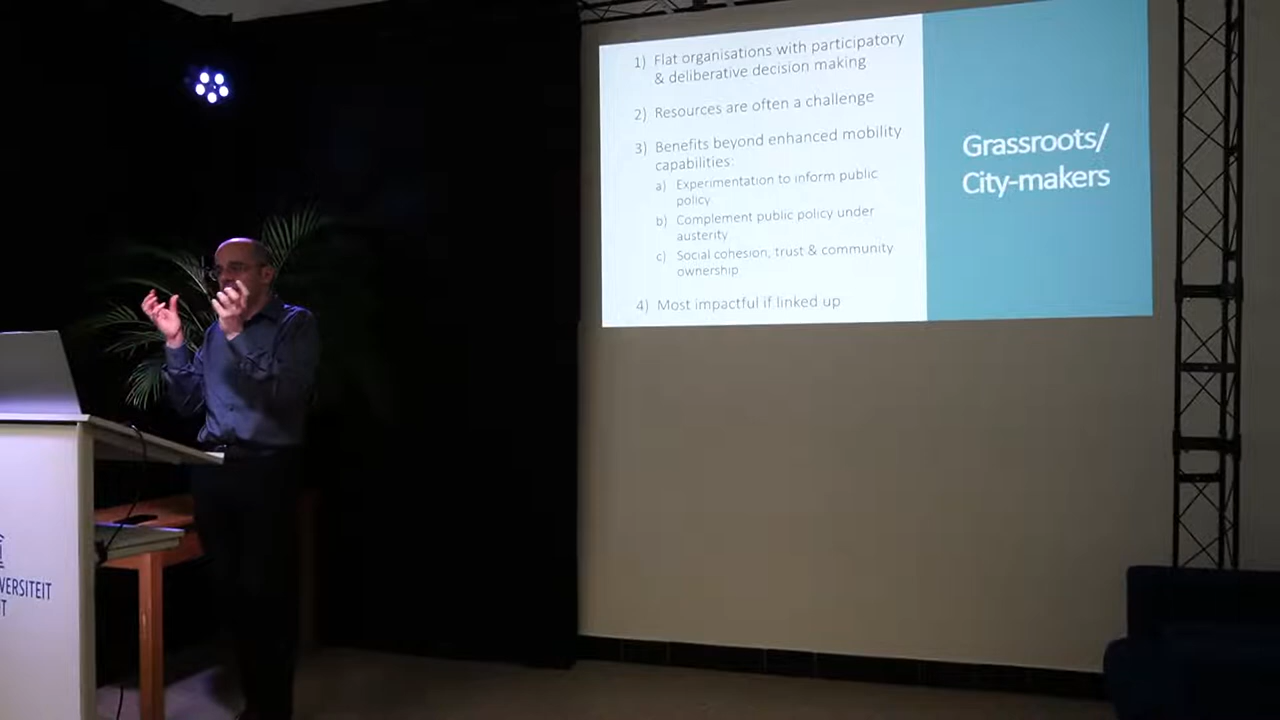 1) Flat organisations with participatory
& deliberative decision making
2) Resources are often a challenge
3) Benefits beyond enhanced mobility
capabilities:
a) Experimentation to inform public
policy
b) Complement public policy under
austerity
c) Social cohesion, trust & community
ownership
4) Most impactful if linked up
Grassroots/
City-makers
VERSITEIT
T